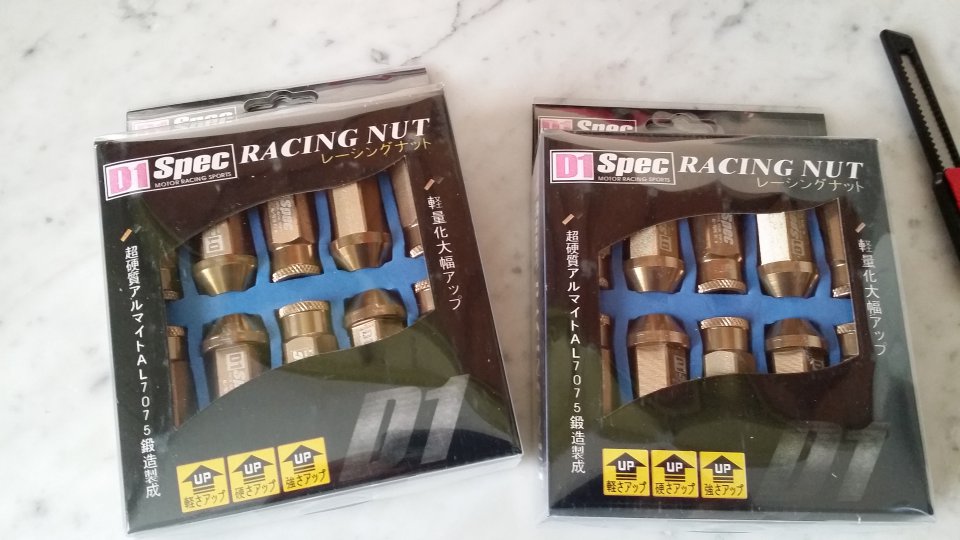 D1 Spec
MOTOR RACING SPORTS
RACING NUT
レーシングナット
軽量化大幅アップ
超硬質アルマイトAL7075鍛造製成
D1
UP
軽さアップ
UP
硬さアップ
UP
強さアップ
D1 Spec
MOTOR RACING SPORTS
RACING NUT
レーシングナット
軽量化大幅アップ
超硬質アルマイトAL7075鍛造製成
D1
UP
軽さアップ
UP
硬さアップ
UP
強さアップ